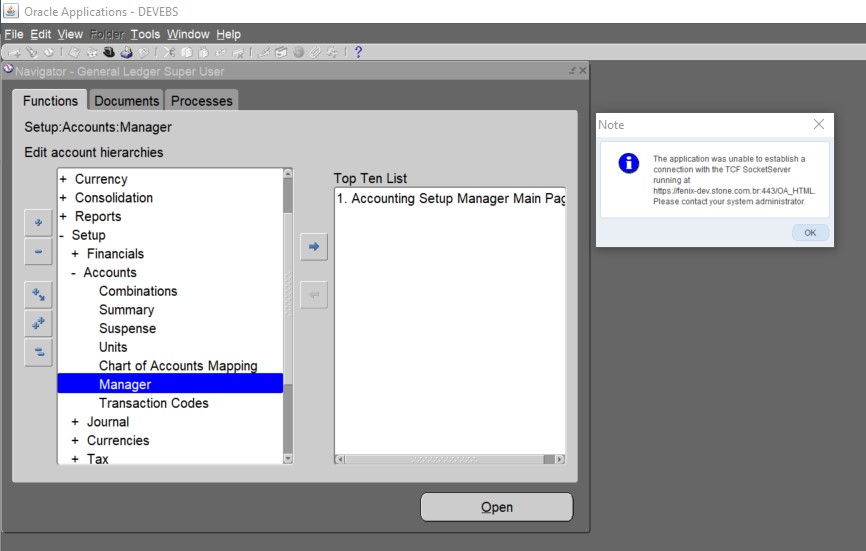 Oracle Applications - DEVEBS
File Edit View Folder Tools Window Help
Navigator - General Ledger Super User
Functions Documents Processes
Setup:Accounts:Manager
Edit account hierarchies
+ Currency
+ Consolidation
+ Reports
- Setup
+ Financials
- Accounts
Combinations
Summary
Suspense
Units
Chart of Accounts Mapping
Manager
Transaction Codes
+ Journal
+ Currencies
+ Tax
Top Ten List
1. Accounting Setup Manager Main Pag
Open
Note
The application was unable to establish a
connection with the TCF SocketServer
running at
https://fenix-dev.stone.com.br:443/OA_HTML.
Please contact your system administrator.
OK